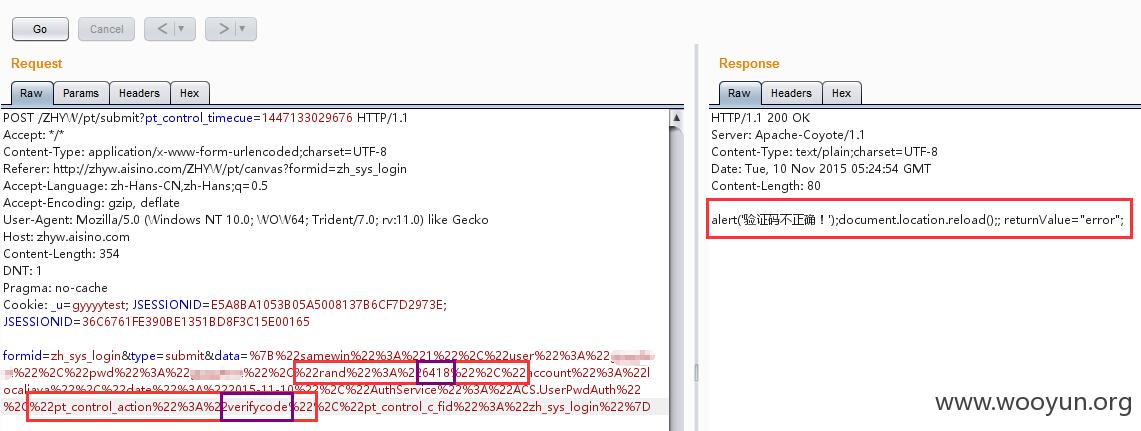 Go Cancel < >
Request
Response
Raw Params Headers Hex
Raw Headers Hex
POST /ZHYW/pt/submit?pt_control_timecue=1447133029676 HTTP/1.1
Accept: */*
Content-Type: application/x-www-form-urlencoded;charset=UTF-8
Referer: http://zhyw.aisino.com/ZHYW/pt/canvas?formid=zh_sys_login
Accept-Language: zh-Hans-CN,zh-Hans;q=0.5
Accept-Encoding: gzip, deflate
User-Agent: Mozilla/5.0 (Windows NT 10.0; WOW64; Trident/7.0; rv:11.0) like Gecko
Host: zhyw.aisino.com
Content-Length: 354
DNT: 1
Pragma: no-cache
Cookie: _u=gyyyytest; JSESSIONID=E5A8BA1053B05A5008137B6CF7D2973E;
JSESSIONID=36C6761FE390BE1351BD8F3C15E00165
formid=zh_sys_login&type=submit&data=%7B%22samewin%22%3A%221%22%2C%22user%22%3A%22
%22%2C%22pwd%22%3A%22 %22%2C%22rand%22%3A%226418%22%2C%22account%22%3A%22l
ocaljava%22%2C%22date%22%3A%222015-11-10%22%2C%22AuthService%22%3A%22ACS.UserPwdAuth%22
%2C%22pt_control_action%22%3A%22verifycode%22%2C%22pt_control_c_fid%22%3A%22zh_sys_login%22%7D
HTTP/1.1 200 OK
Server: Apache-Coyote/1.1
Content-Type: text/plain;charset=UTF-8
Date: Tue, 10 Nov 2015 05:24:54 GMT
Content-Length: 80
alert('验证码不正确！');document.location.reload();; returnValue="error";
www.wooyun.org